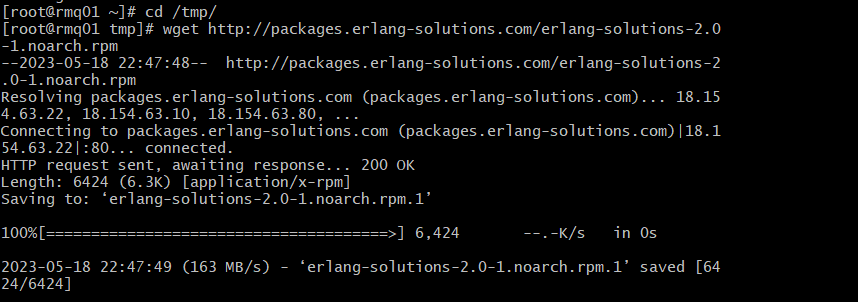 [root@rmq01 ~]# cd /tmp/
[root@rmq01 tmp]# wget http://packages.erlang-solutions.com/erlang-solutions-2.0
-1.noarch.rpm
--2023-05-18 22:47:48--  http://packages.erlang-solutions.com/erlang-solutions-2
.0-1.noarch.rpm
Resolving packages.erlang-solutions.com (packages.erlang-solutions.com)... 18.15
4.63.22, 18.154.63.10, 18.154.63.80, ...
Connecting to packages.erlang-solutions.com (packages.erlang-solutions.com)|18.1
54.63.22|:80... connected.
HTTP request sent, awaiting response... 200 OK
Length: 6424 (6.3K) [application/x-rpm]
Saving to: ‘erlang-solutions-2.0-1.noarch.rpm.1’
100%[======================================>] 6,424       --.-K/s   in 0s
2023-05-18 22:47:49 (163 MB/s) - ‘erlang-solutions-2.0-1.noarch.rpm.1’ saved [64
24/6424]